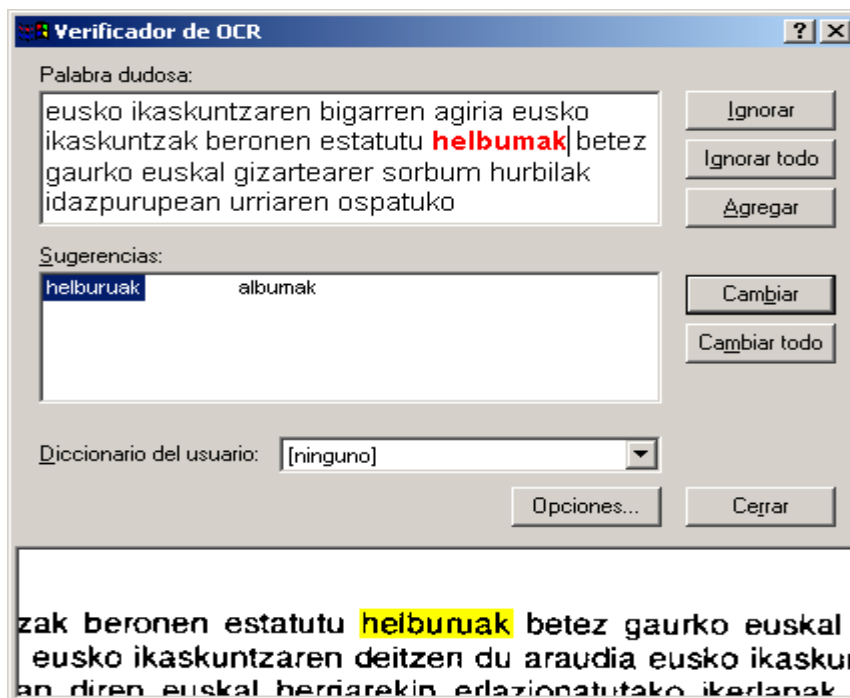 Verificador de OCR
Palabra dudosa:
eusko ikaskuntzaren bigarren agiria eusko
ikaskuntzak beronen estatutu helbumak betez
gaurko euskal gizartearer sorbum hurbilak
idazpurupean urriaren ospatuko
Ignorar
Ignorar todo
Agregar
Sugerencias:
helburuak albumak
Cambiar
Cambiar todo
Diccionario del usuario: [ninguno]
Opciones... Cerrar
zak beronen estatutu helburuak betez gaurko euskal
eusko ikaskuntzaren deitzen du araudia eusko ikasku
an diren euskal herriarekin erlazionatutako ikerlanak